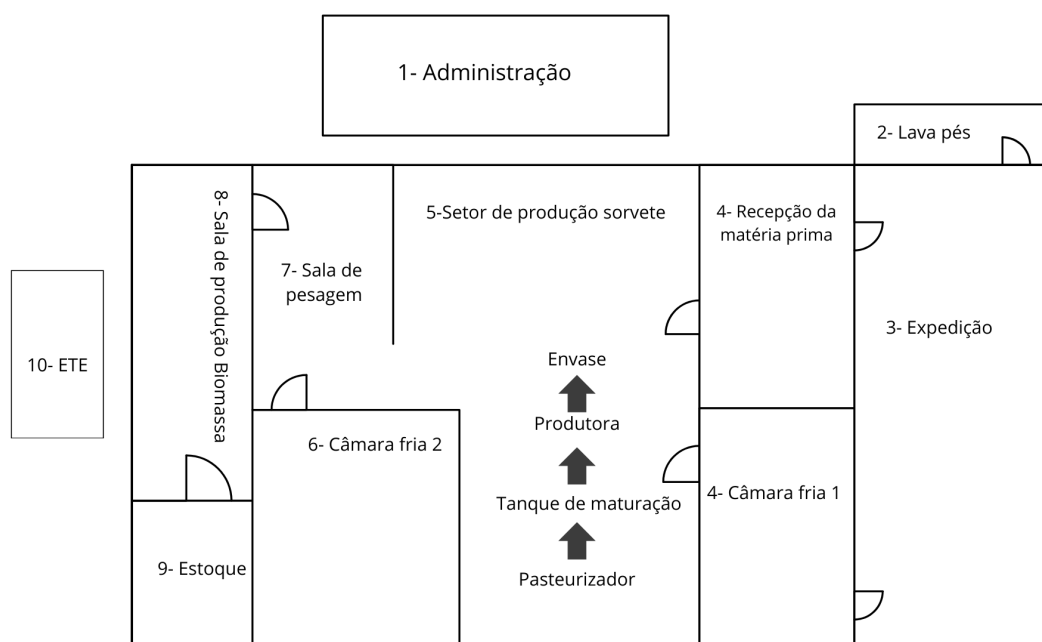 1- Administração
2- Lava pés
8- Sala de produção Biomassa
5-Setor de produção sorvete
4- Recepção da
matéria prima
7- Sala de
pesagem
3- Expedição
10- ETE
Envase
Produtora
6- Câmara fria 2
4- Câmara fria 1
Tanque de maturação
9- Estoque
Pasteurizador